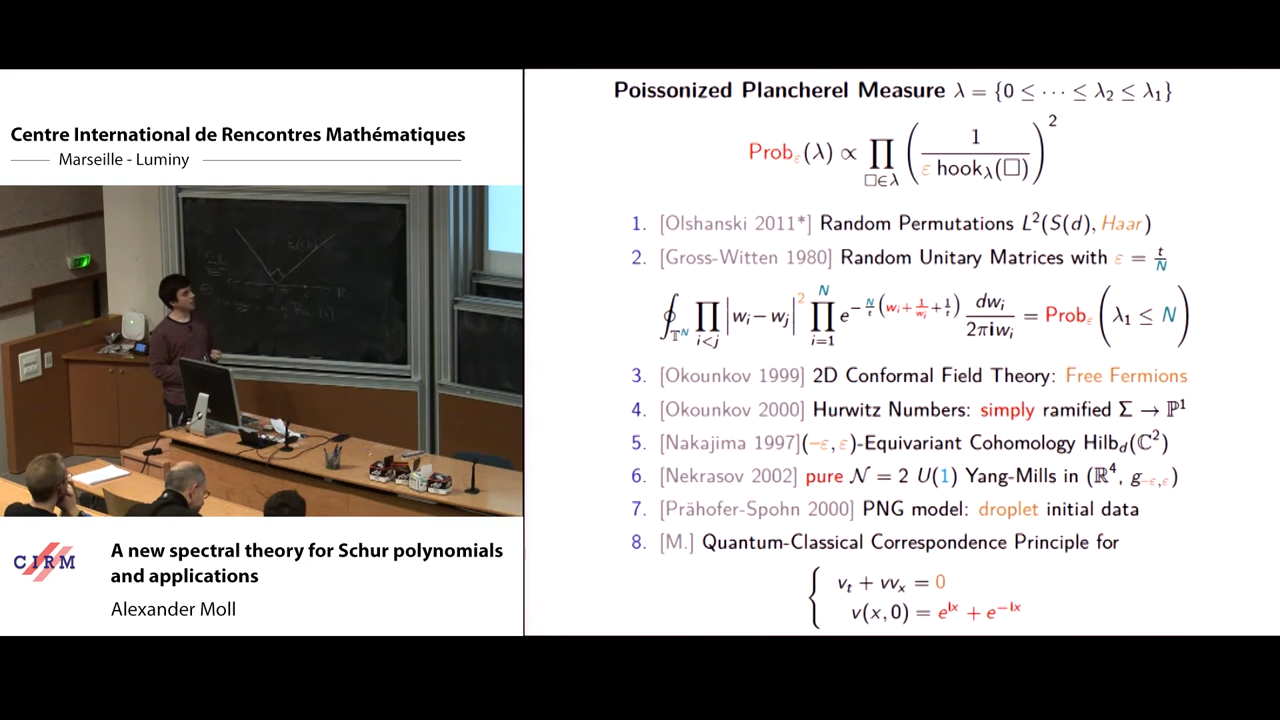 Centre International de Rencontres Mathématiques
Marseille - Luminy
CIRM
A new spectral theory for Schur polynomials
and applications
Alexander Moll
Poissonized Plancherel Measure λ = {0 ≤ ⋯ ≤ λ₂ ≤ λ₁}
Prob_ε(λ) ∝ ∏_{□∈λ} (1 / (ε hook_λ(□)))²
1. [Olshanski 2011*] Random Permutations L²(S(d), Haar)
2. [Gross-Witten 1980] Random Unitary Matrices with ε = t/N
∮_{𝕋^N} ∏_{i<j} |w_i − w_j|² ∏_{i=1}^{N} e^{−N/t (w_i + 1/w_i + 1/t)} dw_i / 2πi w_i = Prob_ε (λ₁ ≤ N)
3. [Okounkov 1999] 2D Conformal Field Theory: Free Fermions
4. [Okounkov 2000] Hurwitz Numbers: simply ramified Σ → ℙ¹
5. [Nakajima 1997](−ε, ε)-Equivariant Cohomology Hilb_d(ℂ²)
6. [Nekrasov 2002] pure 𝒩 = 2 U(1) Yang-Mills in (ℝ⁴, g_{−ε,ε})
7. [Prähofer-Spohn 2000] PNG model: droplet initial data
8. [M.] Quantum-Classical Correspondence Principle for
{ v_t + vv_x = 0
v(x, 0) = e^{ix} + e^{−ix}